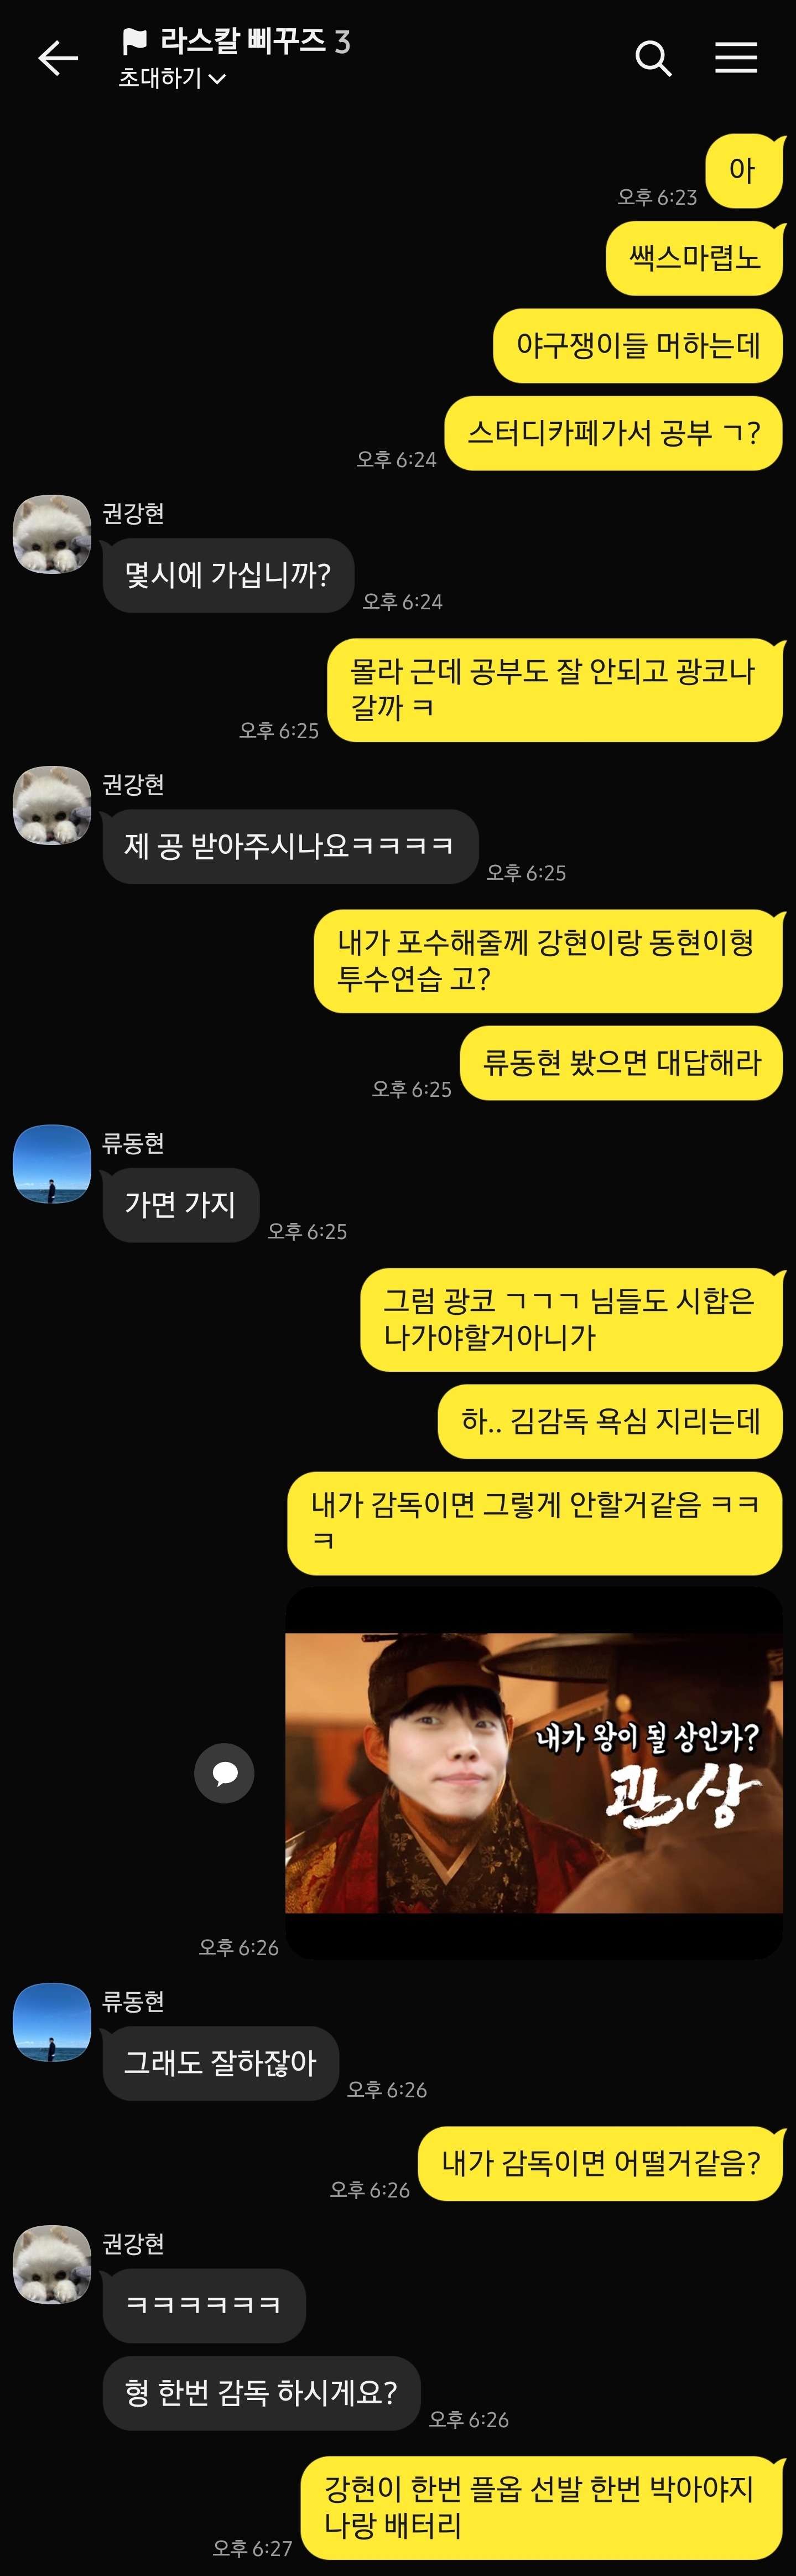 라스칼 삐꾸즈 3
초대하기
아
오후 6:23
쌕스마렵노
야구쟁이들 머하는데
스터디카페가서 공부 ㄱ?
오후 6:24
권강현
몇시에 가십니까?
오후 6:24
몰라 근데 공부도 잘 안되고 광코나
갈까 ㅋ
오후 6:25
권강현
제 공 받아주시나요ㅋㅋㅋㅋ
오후 6:25
내가 포수해줄께 강현이랑 동현이형
투수연습 고?
류동현 봤으면 대답해라
오후 6:25
류동현
가면 가지
오후 6:25
그럼 광코 ㄱㄱㄱ 님들도 시합은
나가야할거아니가
하.. 김감독 욕심 지리는데
내가 감독이면 그렇게 안할거같음 ㅋㅋ
ㅋ
내가 왕이 될 상인가?
관상
오후 6:26
류동현
그래도 잘하잖아
오후 6:26
내가 감독이면 어떨거같음?
오후 6:26
권강현
ㅋㅋㅋㅋㅋㅋ
형 한번 감독 하시게요?
오후 6:26
강현이 한번 플옵 선발 한번 박아야지
나랑 배터리
오후 6:27